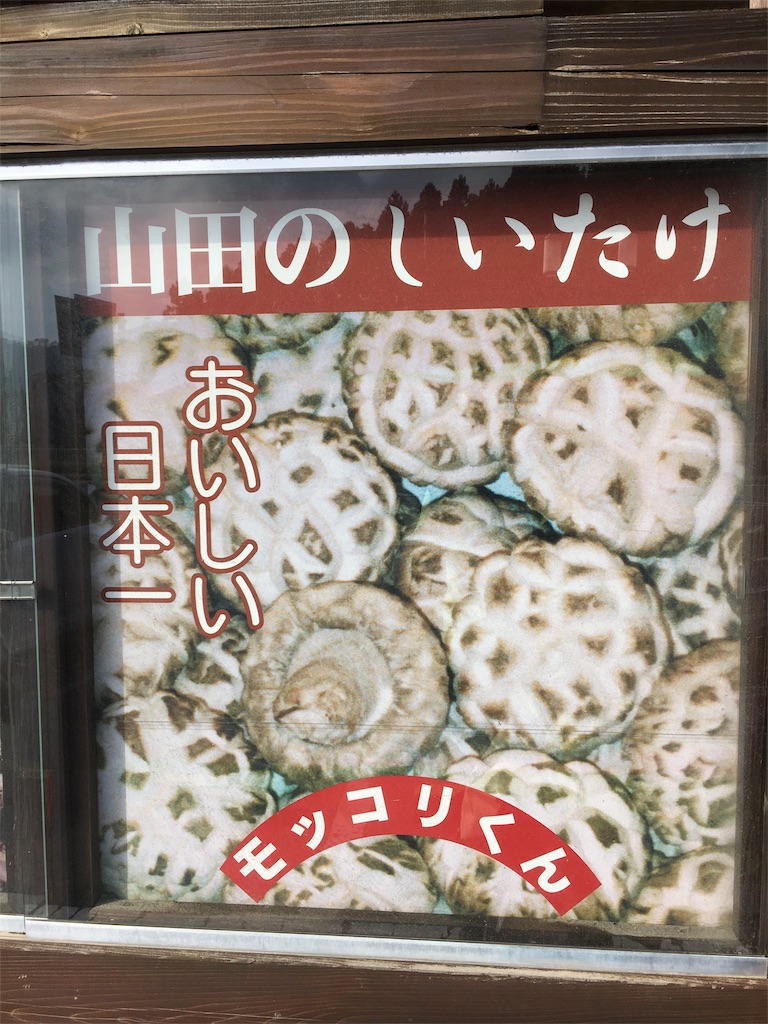 山田のしいたけ
おいしい
日本一
モッコリくん